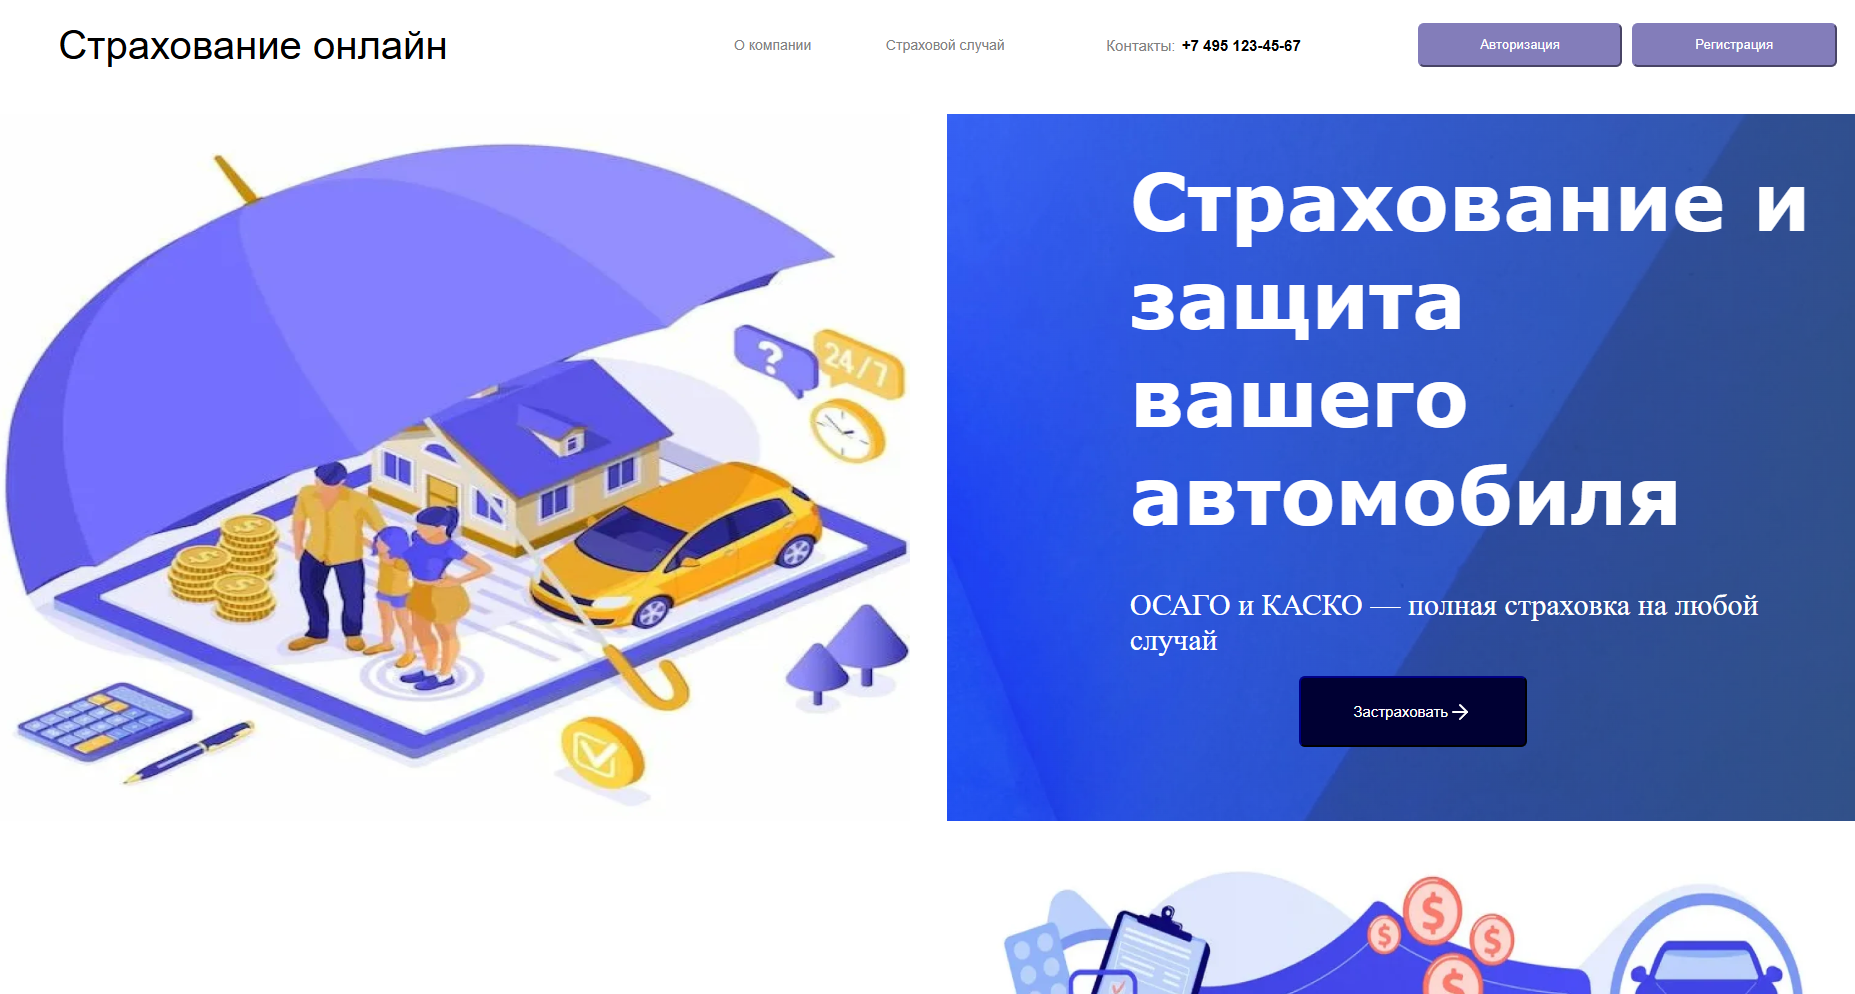 Страхование онлайн
О компании
Страховой случай
Контакты: +7 495 123-45-67
Авторизация
Регистрация
?
24/7
Страхование и
защита
вашего
автомобиля
ОСАГО и КАСКО — полная страховка на любой
случай
Застраховать →
$
$
$
$